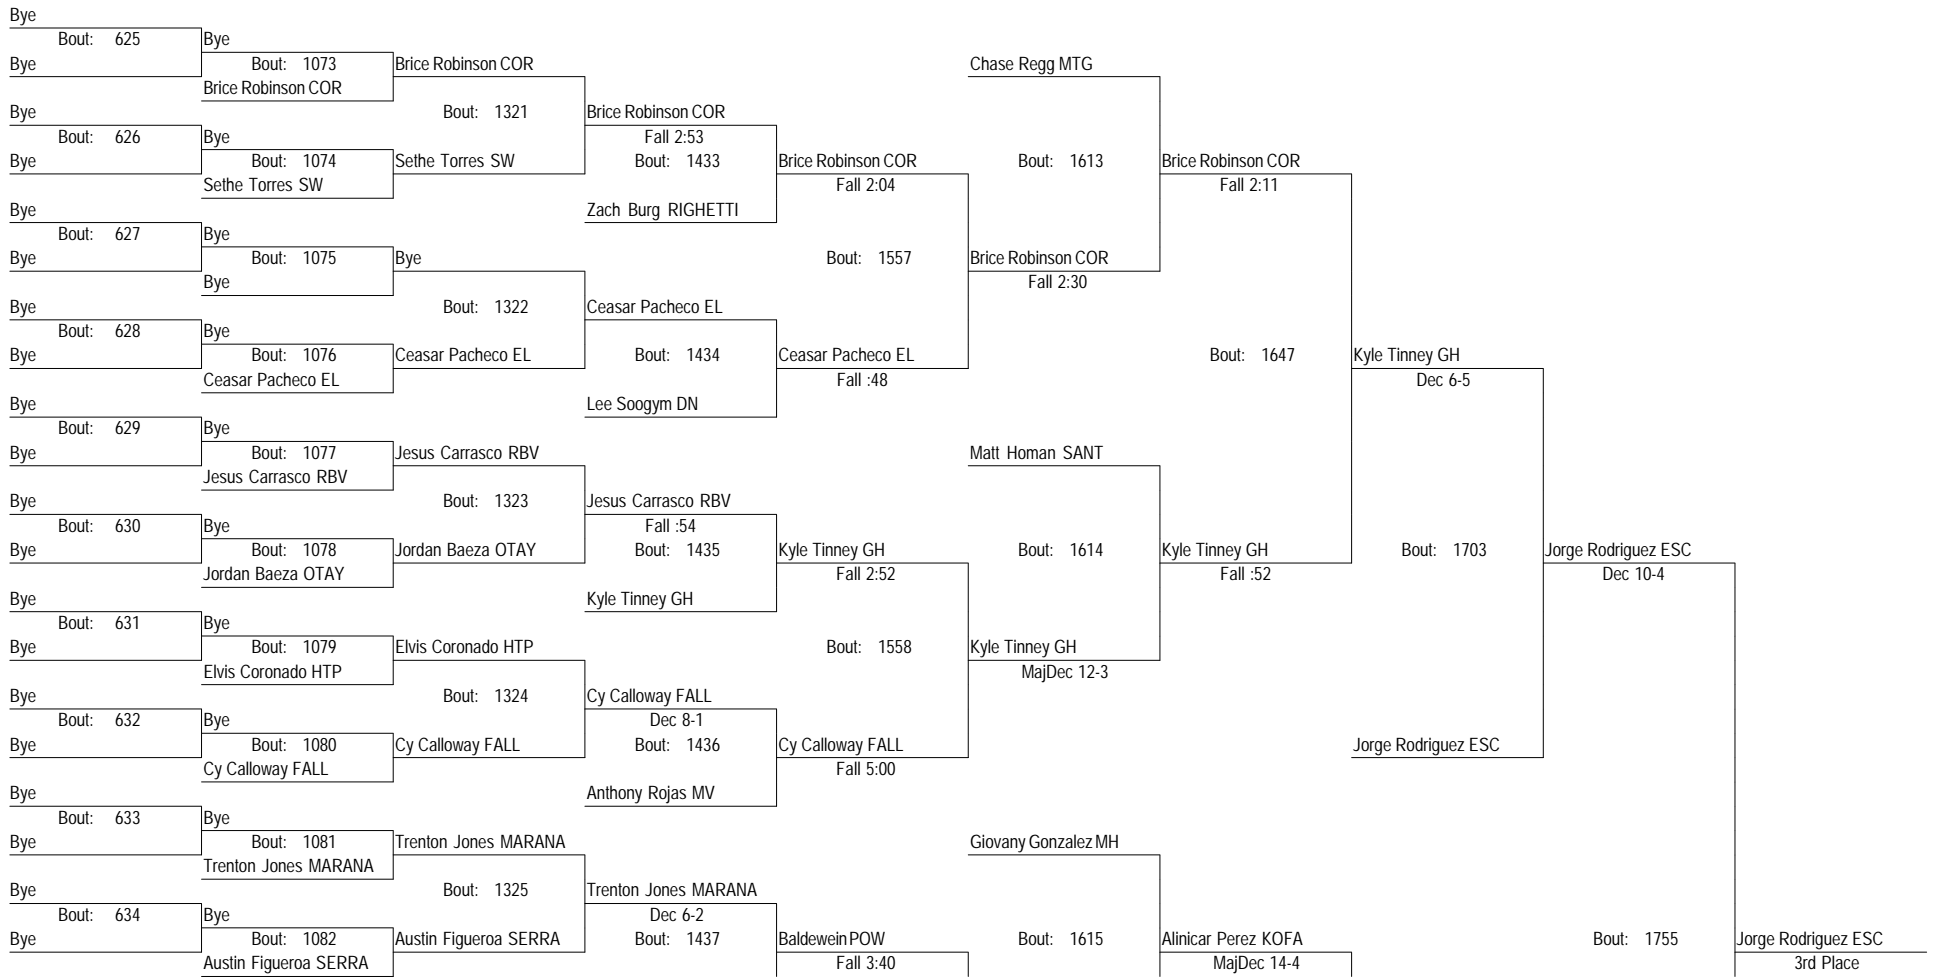 Bye
Bout: 625 Bye
Bye Bout: 1073 Brice Robinson COR Chase Regg MTG
Brice Robinson COR
Bye Bout: 1321 Brice Robinson COR
Bout: 626 Bye Fall 2:53
Bye Bout: 1074 Sethe Torres SW Bout: 1433 Brice Robinson COR Bout: 1613 Brice Robinson COR
Sethe Torres SW Fall 2:04 Fall 2:11
Bye Zach Burg RIGHETTI
Bout: 627 Bye
Bye Bout: 1075 Bye Bout: 1557 Brice Robinson COR
Bye Fall 2:30
Bye Bout: 1322 Ceasar Pacheco EL
Bout: 628 Bye
Bye Bout: 1076 Ceasar Pacheco EL Bout: 1434 Ceasar Pacheco EL Bout: 1647 Kyle Tinney GH
Ceasar Pacheco EL Fall :48 Dec 6-5
Bye Lee Soogym DN
Bout: 629 Bye
Bye Bout: 1077 Jesus Carrasco RBV Matt Homan SANT
Jesus Carrasco RBV
Bye Bout: 1323 Jesus Carrasco RBV
Bout: 630 Bye Fall :54
Bye Bout: 1078 Jordan Baeza OTAY Bout: 1435 Kyle Tinney GH Bout: 1614 Kyle Tinney GH Bout: 1703 Jorge Rodriguez ESC
Jordan Baeza OTAY Fall 2:52 Fall :52 Dec 10-4
Bye Kyle Tinney GH
Bout: 631 Bye
Bye Bout: 1079 Elvis Coronado HTP Bout: 1558 Kyle Tinney GH
Elvis Coronado HTP MajDec 12-3
Bye Bout: 1324 Cy Calloway FALL
Bout: 632 Bye Dec 8-1
Bye Bout: 1080 Cy Calloway FALL Bout: 1436 Cy Calloway FALL Jorge Rodriguez ESC
Cy Calloway FALL Fall 5:00
Bye Anthony Rojas MV
Bout: 633 Bye
Bye Bout: 1081 Trenton Jones MARANA Giovany Gonzalez MH
Trenton Jones MARANA
Bye Bout: 1325 Trenton Jones MARANA
Bout: 634 Bye Dec 6-2
Bye Bout: 1082 Austin Figueroa SERRA Bout: 1437 Baldewein POW Bout: 1615 Alinicar Perez KOFA Bout: 1755 Jorge Rodriguez ESC
Austin Figueroa SERRA Fall 3:40 MajDec 14-4 3rd Place